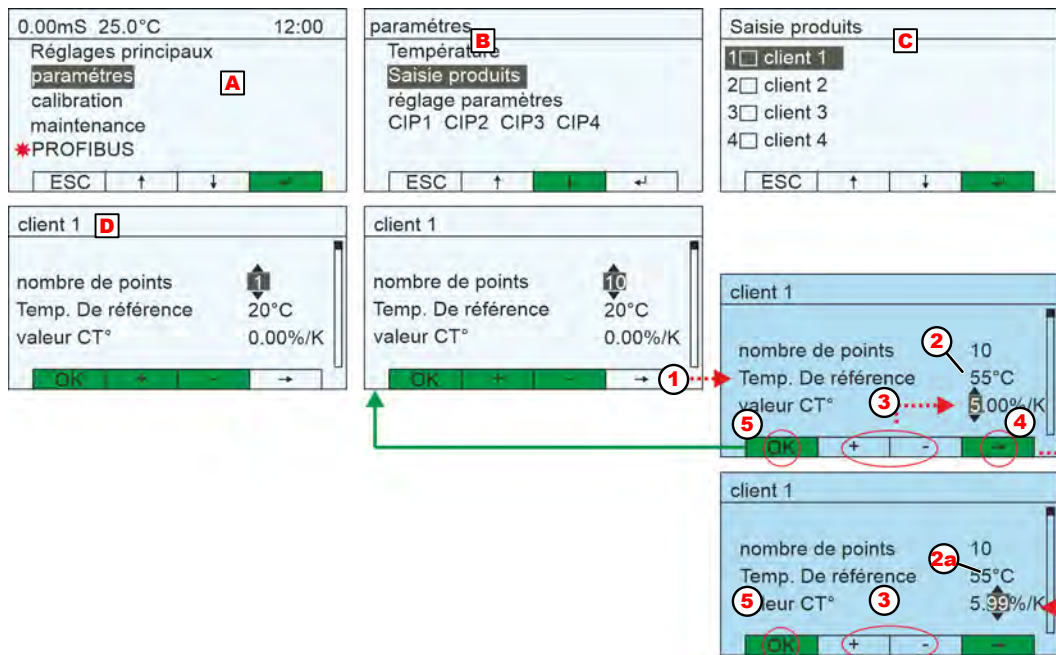 0.00mS 25.0°C 12:00
Réglages principaux
paramétres
A
calibration
maintenance
PROFIBUS
ESC ↑ ↓ ↵
paramétres
B
Température
Saisie produits
réglage paramètres
CIP1 CIP2 CIP3 CIP4
ESC ↑ ↓ ↵
Saisie produits
C
1 client 1
2 client 2
3 client 3
4 client 4
ESC ↑ ↓ ↵
client 1 D
nombre de points 1
Temp. De référence 20°C
valeur CT° 0.00%/K
OK + - →
client 1
nombre de points 10
Temp. De référence 20°C
valeur CT° 0.00%/K
OK + - → 1
client 1
nombre de points 2 10
Temp. De référence 55°C
valeur CT° 3 5.00%/K
5 4
OK + - →
client 1
nombre de points 10
2a
Temp. De référence 55°C
5 leur CT° 3 5.99%/K
OK + - →